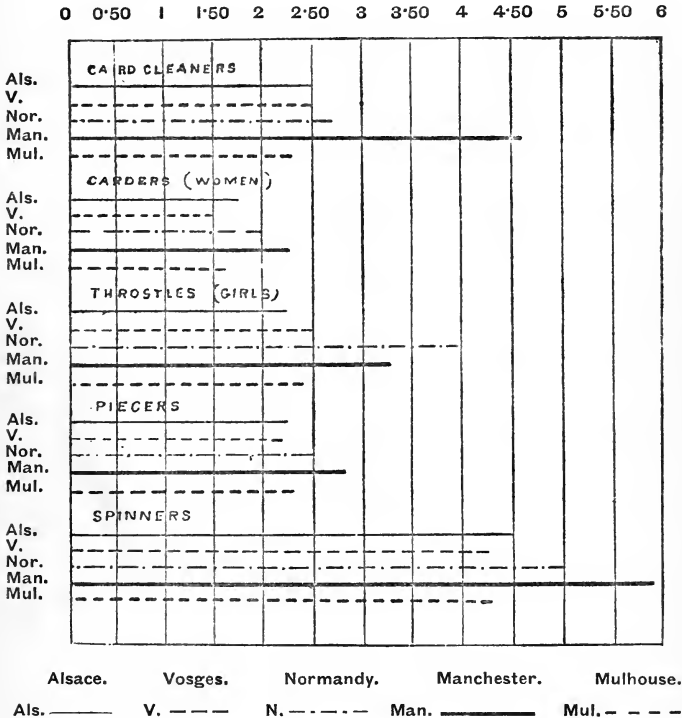 0 0·50 1 1·50 2 2·50 3 3·50 4 4·50 5 5·50 6
CARD CLEANERS
Als.
V.
Nor.
Man.
Mul.
CARDERS (WOMEN)
Als.
V.
Nor.
Man.
Mul.
THROSTLES (GIRLS)
Als.
V.
Nor.
Man.
Mul.
PIECERS
Als.
V.
Nor.
Man.
Mul.
SPINNERS
Als.
V.
Nor.
Man.
Mul.
Alsace. Vosges. Normandy. Manchester. Mulhouse.
Als. V. N. Man. Mul.